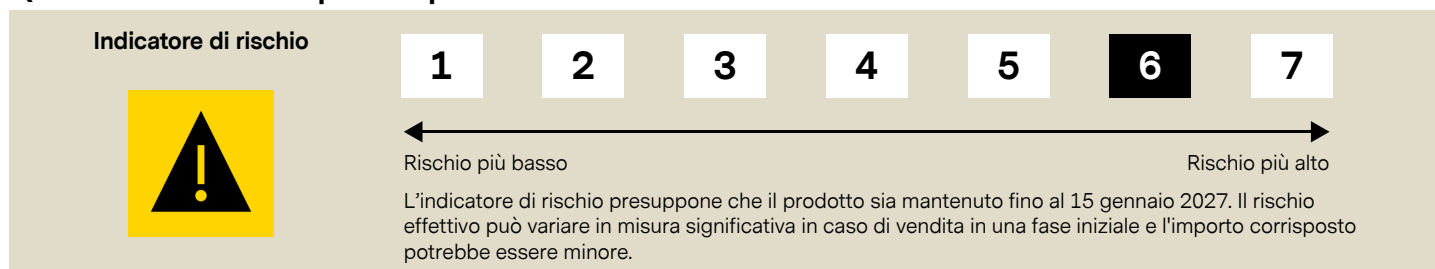 Indicatore di rischio
1 2 3 4 5 6 7
Rischio più basso Rischio più alto
L'indicatore di rischio presuppone che il prodotto sia mantenuto fino al 15 gennaio 2027. Il rischio
effettivo può variare in misura significativa in caso di vendita in una fase iniziale e l'importo corrisposto
potrebbe essere minore.